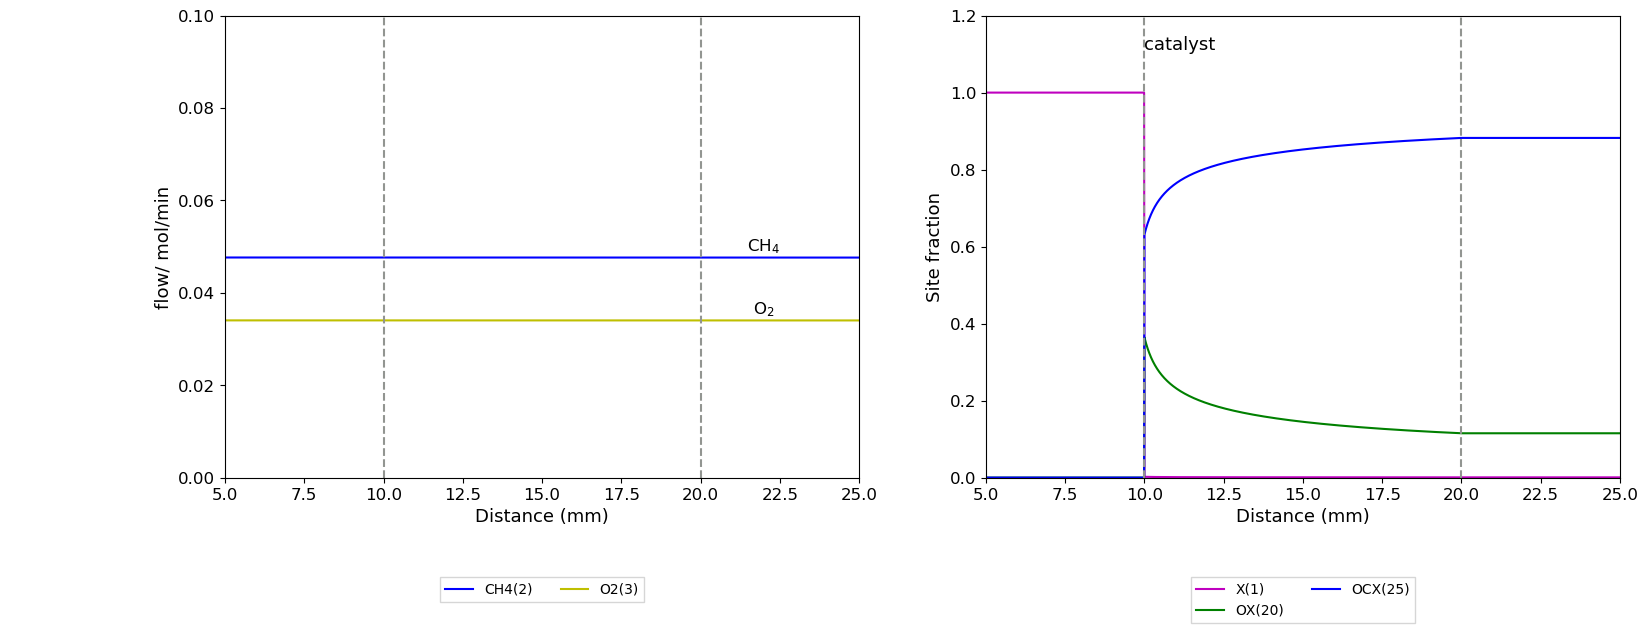 0.10
0.08
0.06
0.04
0.02
0.00
flow/ mol/min
CH4
O2
5.0 7.5 10.0 12.5 15.0 17.5 20.0 22.5 25.0
Distance (mm)
CH4(2) O2(3)
1.2
1.0
0.8
0.6
0.4
0.2
0.0
Site fraction
catalyst
5.0 7.5 10.0 12.5 15.0 17.5 20.0 22.5 25.0
Distance (mm)
X(1) OCX(25)
OX(20)